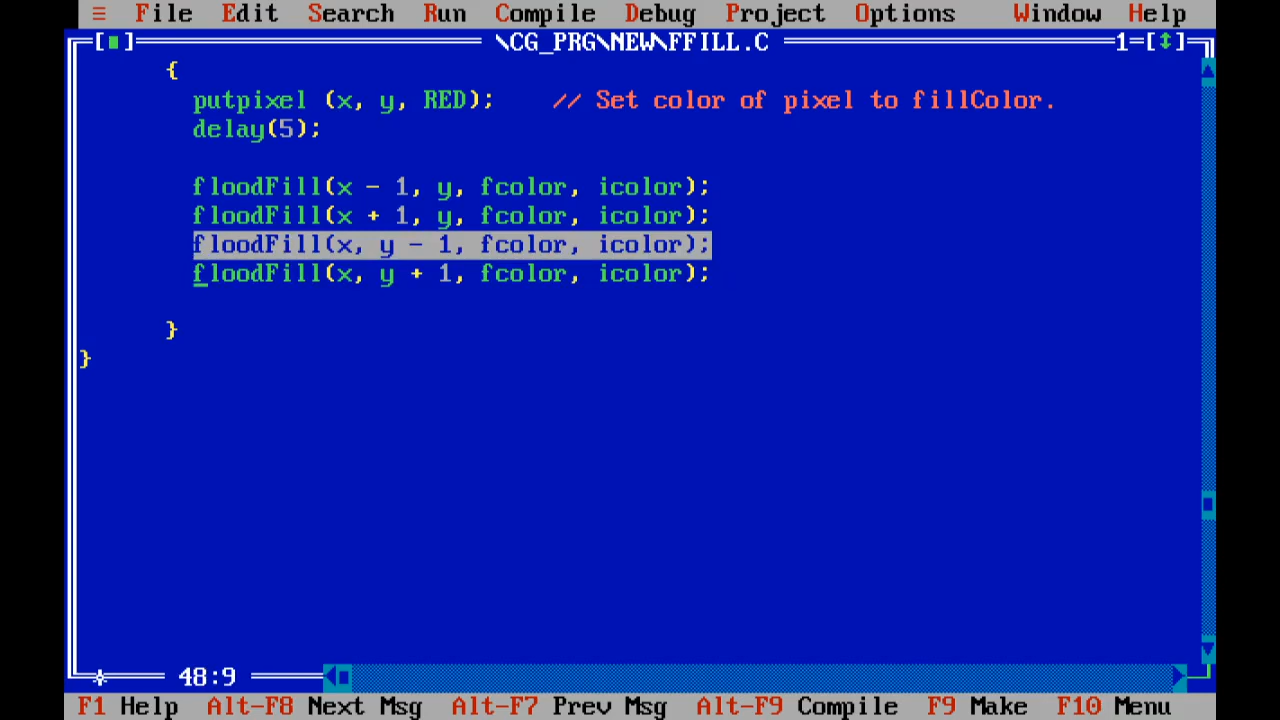 ≡ File Edit Search Run Compile Debug Project Options Window Help
[■] \CG_PRG\NEW\FFILL.C 1=[↕]
{
putpixel (x, y, RED); // Set color of pixel to fillColor.
delay(5);
floodFill(x - 1, y, fcolor, icolor);
floodFill(x + 1, y, fcolor, icolor);
floodFill(x, y - 1, fcolor, icolor);
floodFill(x, y + 1, fcolor, icolor);
}
}
48:9
F1 Help Alt-F8 Next Msg Alt-F7 Prev Msg Alt-F9 Compile F9 Make F10 Menu